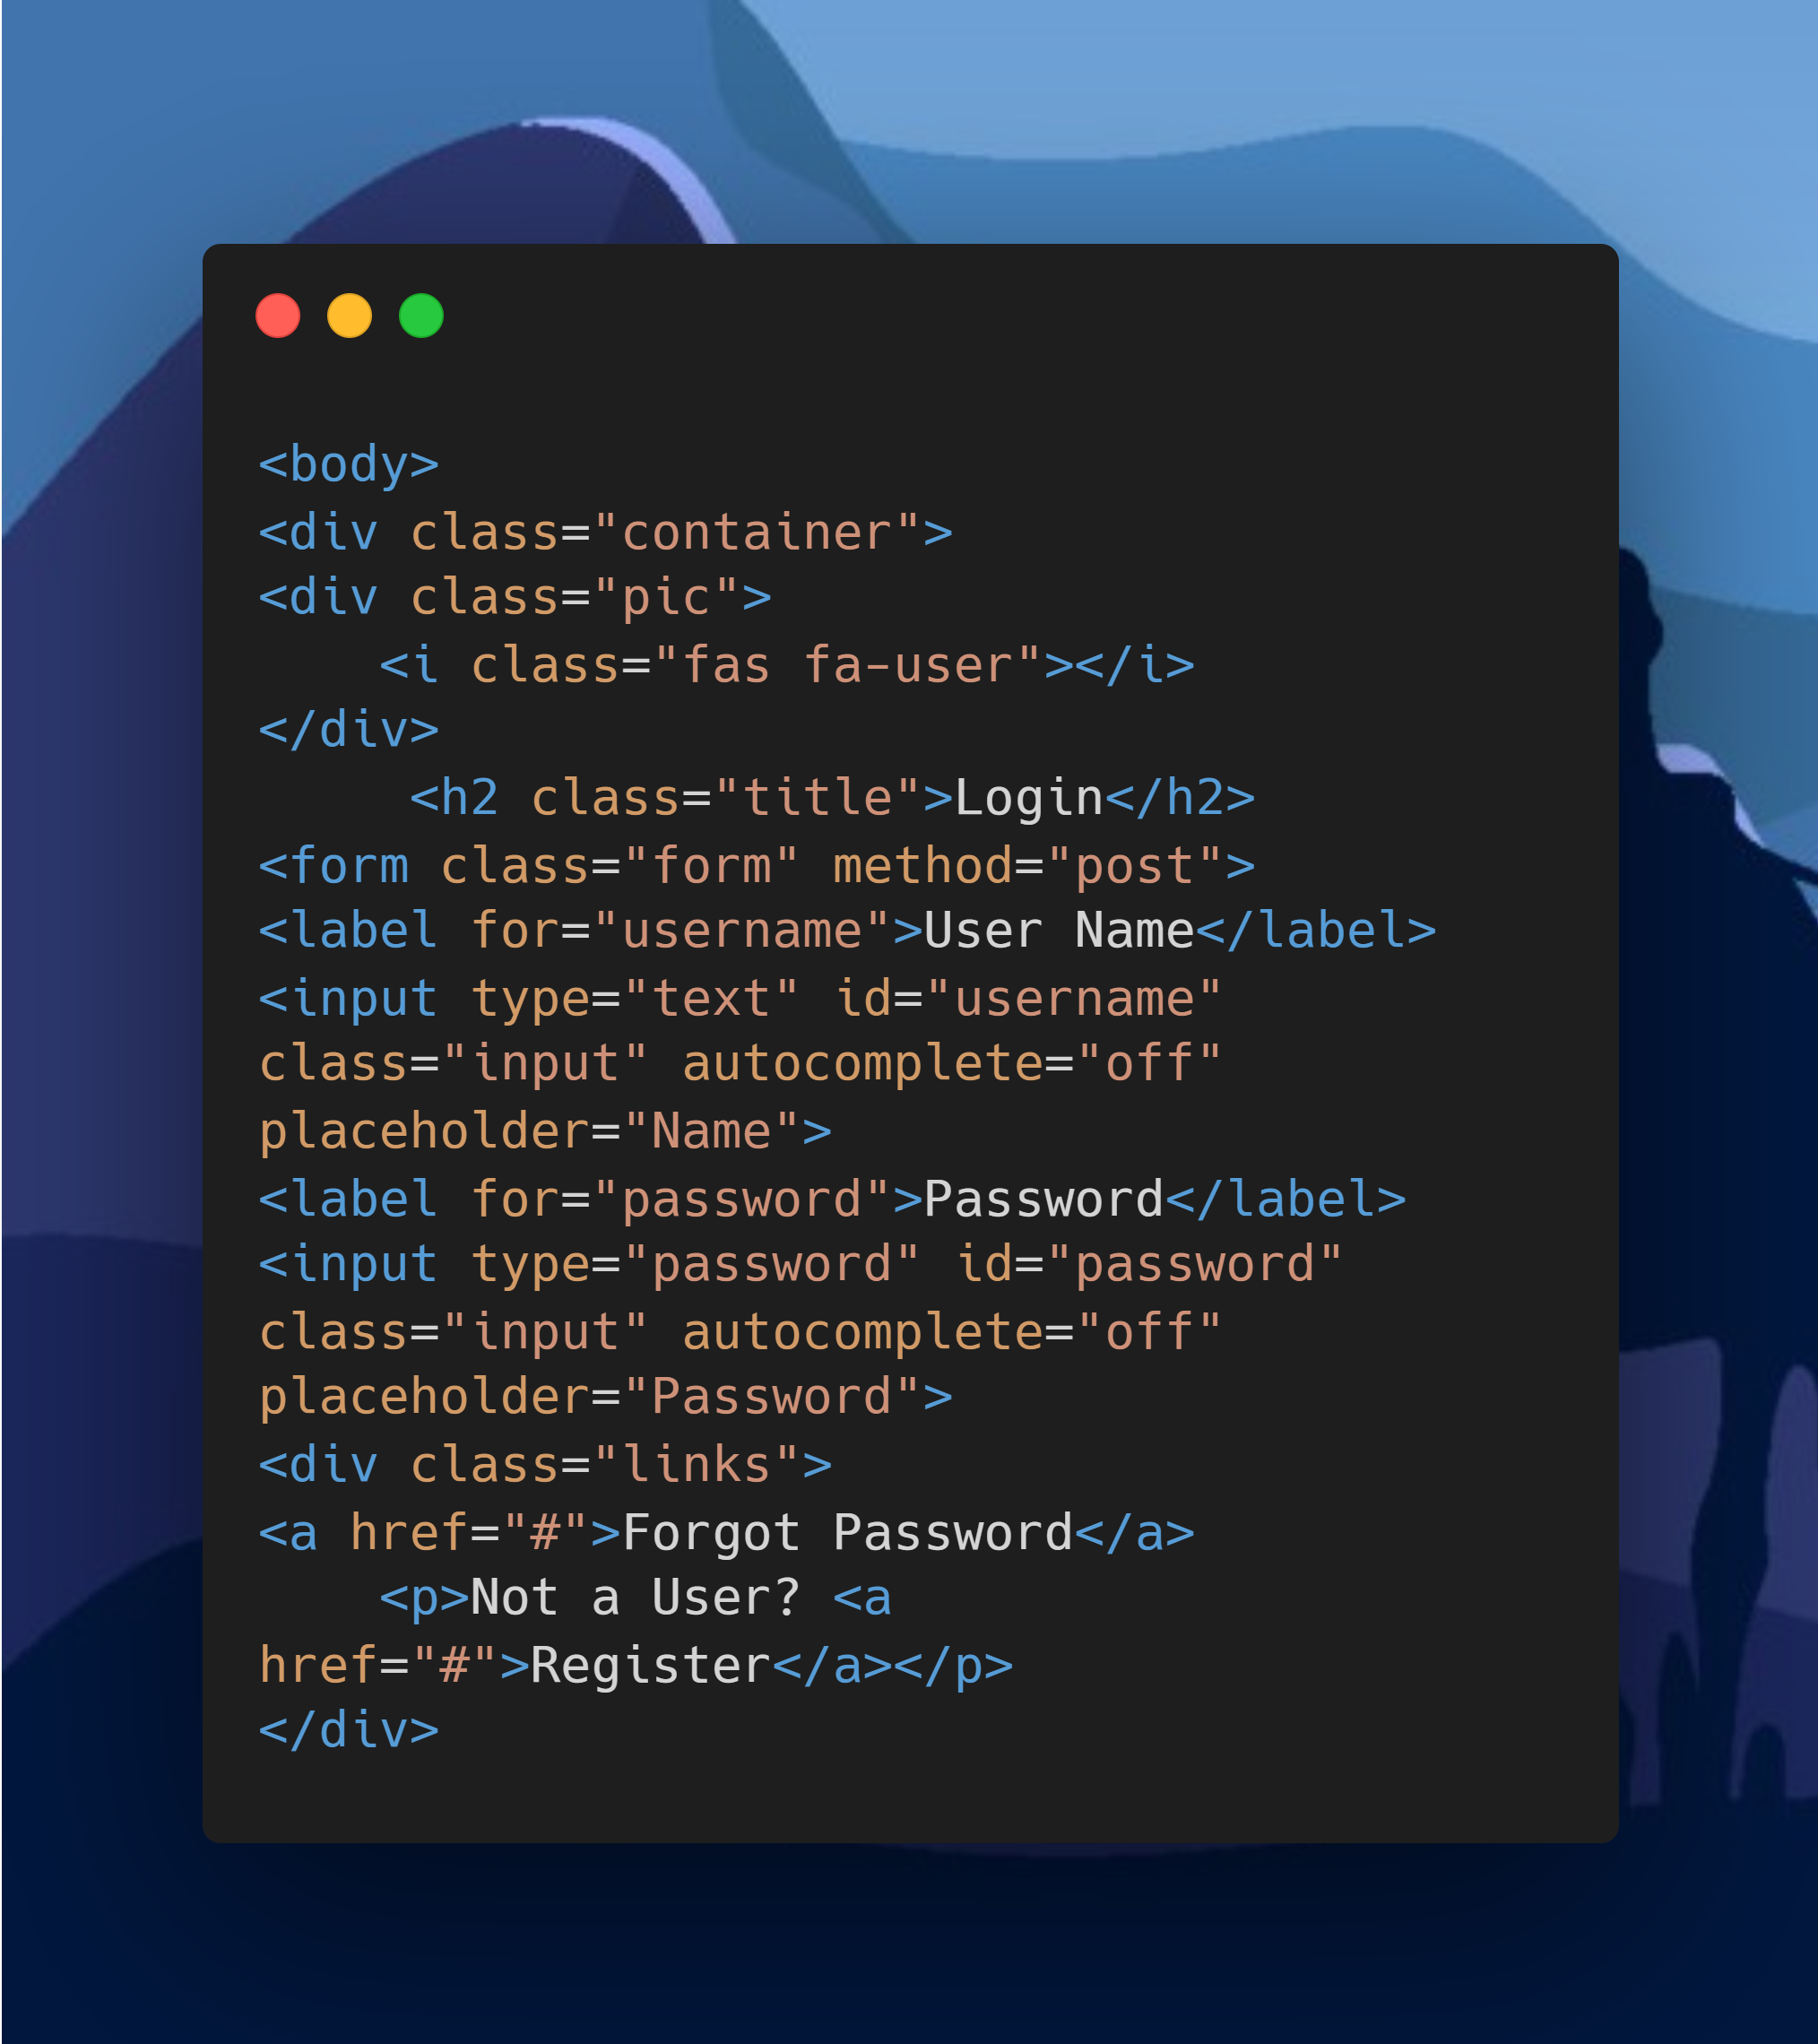 <body>
<div class="container">
<div class="pic">
    <i class="fas fa-user"></i>
</div>
     <h2 class="title">Login</h2>
<form class="form" method="post">
<label for="username">User Name</label>
<input type="text" id="username"
class="input" autocomplete="off"
placeholder="Name">
<label for="password">Password</label>
<input type="password" id="password"
class="input" autocomplete="off"
placeholder="Password">
<div class="links">
<a href="#">Forgot Password</a>
    <p>Not a User? <a
href="#">Register</a></p>
</div>